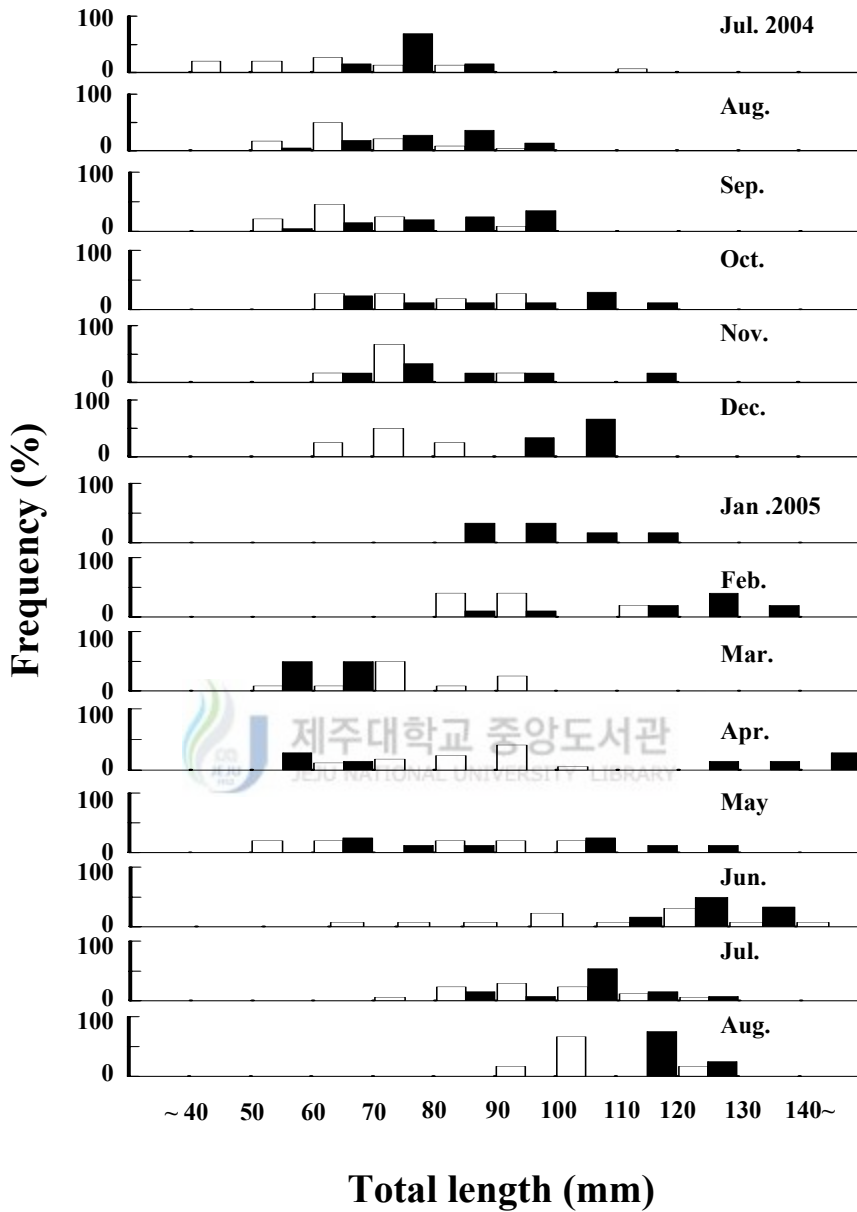 100
0
Jul. 2004
100
0
Aug.
100
0
Sep.
100
0
Oct.
100
0
Nov.
100
0
Dec.
100
0
Jan .2005
100
0
Feb.
100
0
Mar.
100
0
Apr.
100
0
May
100
0
Jun.
100
0
Jul.
100
0
Aug.
Frequency (%)
제주대학교 중앙도서관
JEJU NATIONAL UNIVERSITY LIBRARY
JEJU
1952
~ 40 50 60 70 80 90 100 110 120 130 140~
Total length (mm)